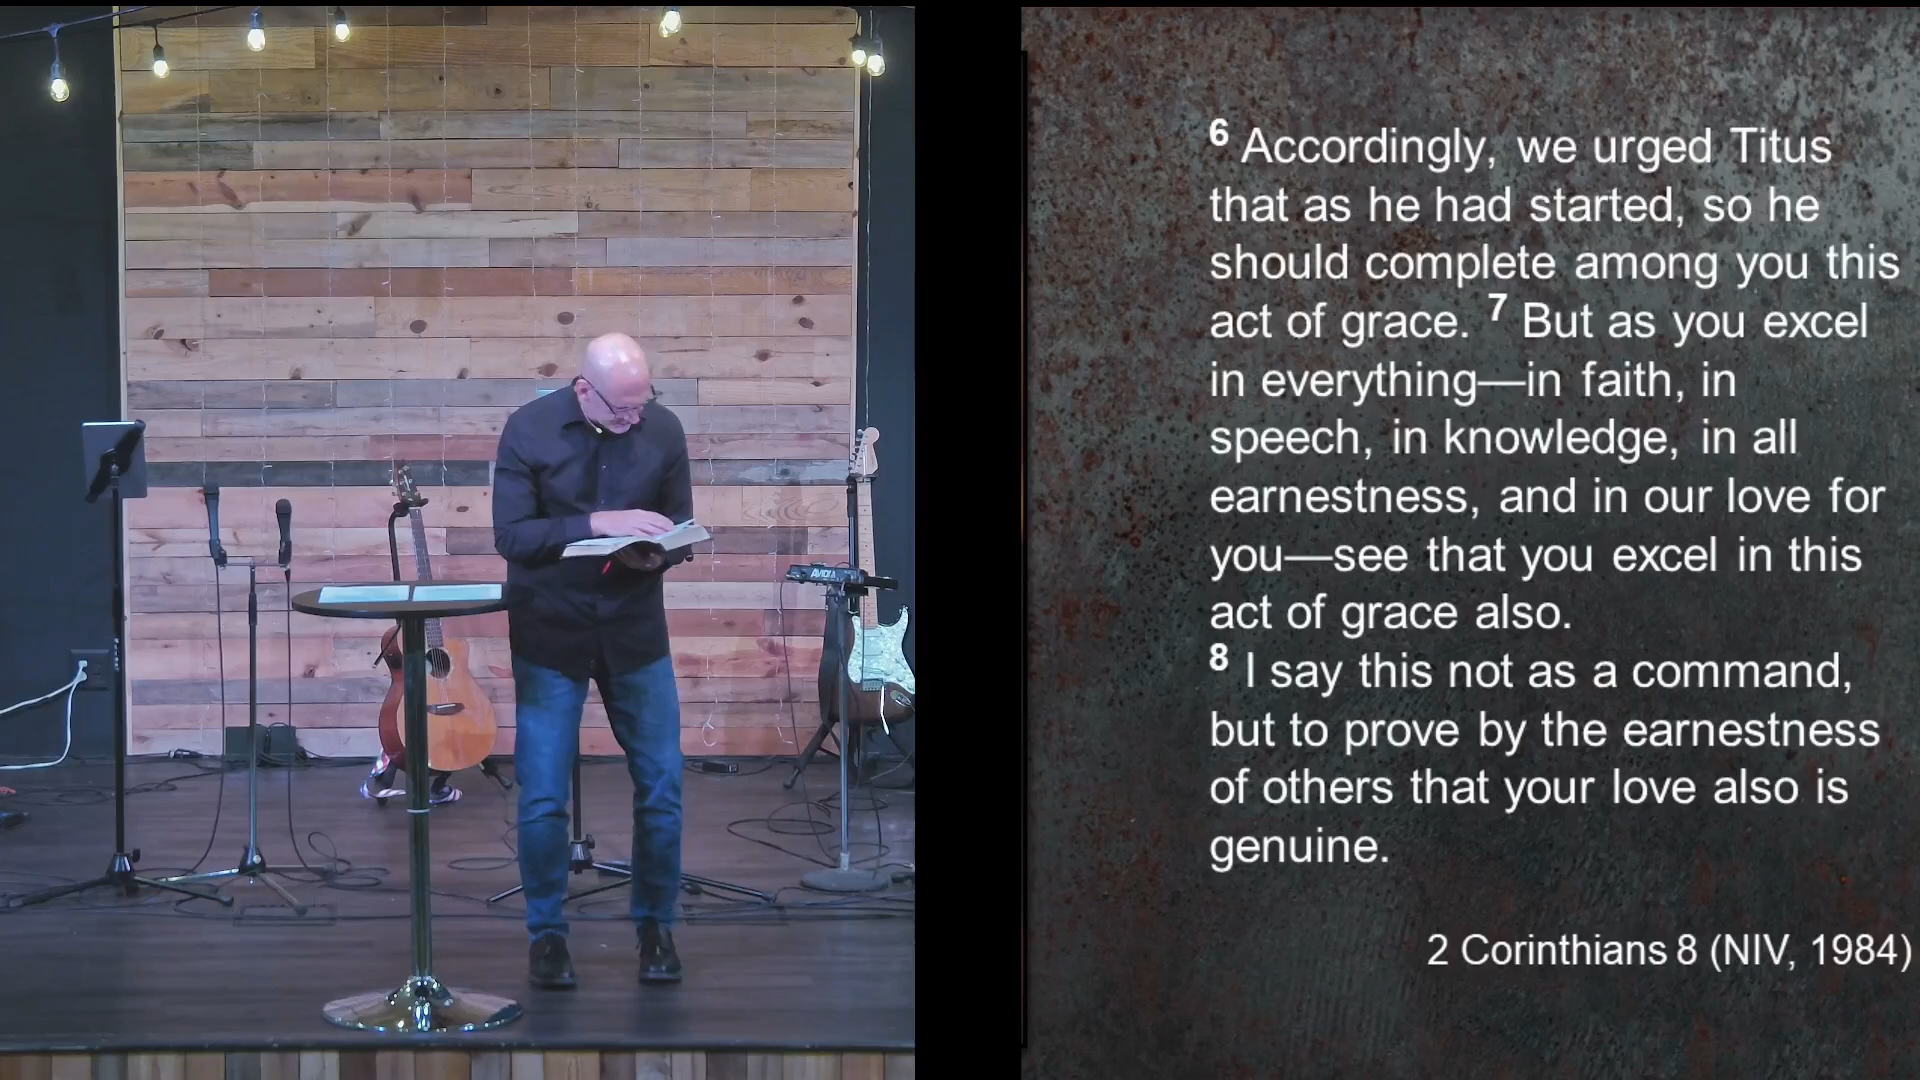 6 Accordingly, we urged Titus
that as he had started, so he
should complete among you this
act of grace. 7 But as you excel
in everything—in faith, in
speech, in knowledge, in all
earnestness, and in our love for
you—see that you excel in this
act of grace also.
8 I say this not as a command,
but to prove by the earnestness
of others that your love also is
genuine.
2 Corinthians 8 (NIV, 1984)
AVIOM